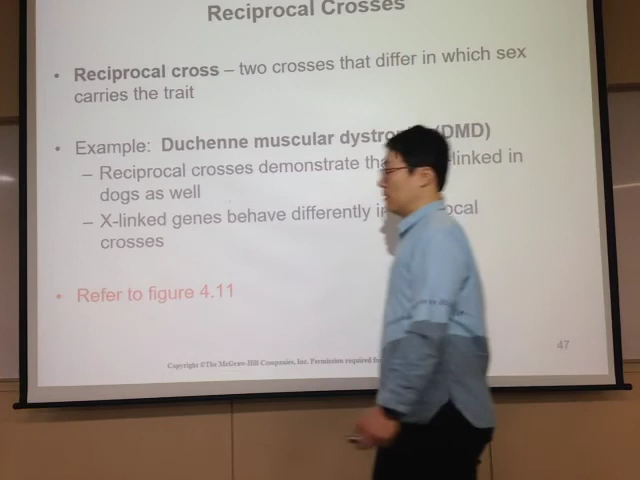 Reciprocal Crosses
• Reciprocal cross – two crosses that differ in which sex
carries the trait
• Example: Duchenne muscular dystro (DMD)
– Reciprocal crosses demonstrate tha -linked in
dogs as well
– X-linked genes behave differently i ocal
crosses
• Refer to figure 4.11
47
Copyright ©The McGraw-Hill Companies, Inc. Permission required f